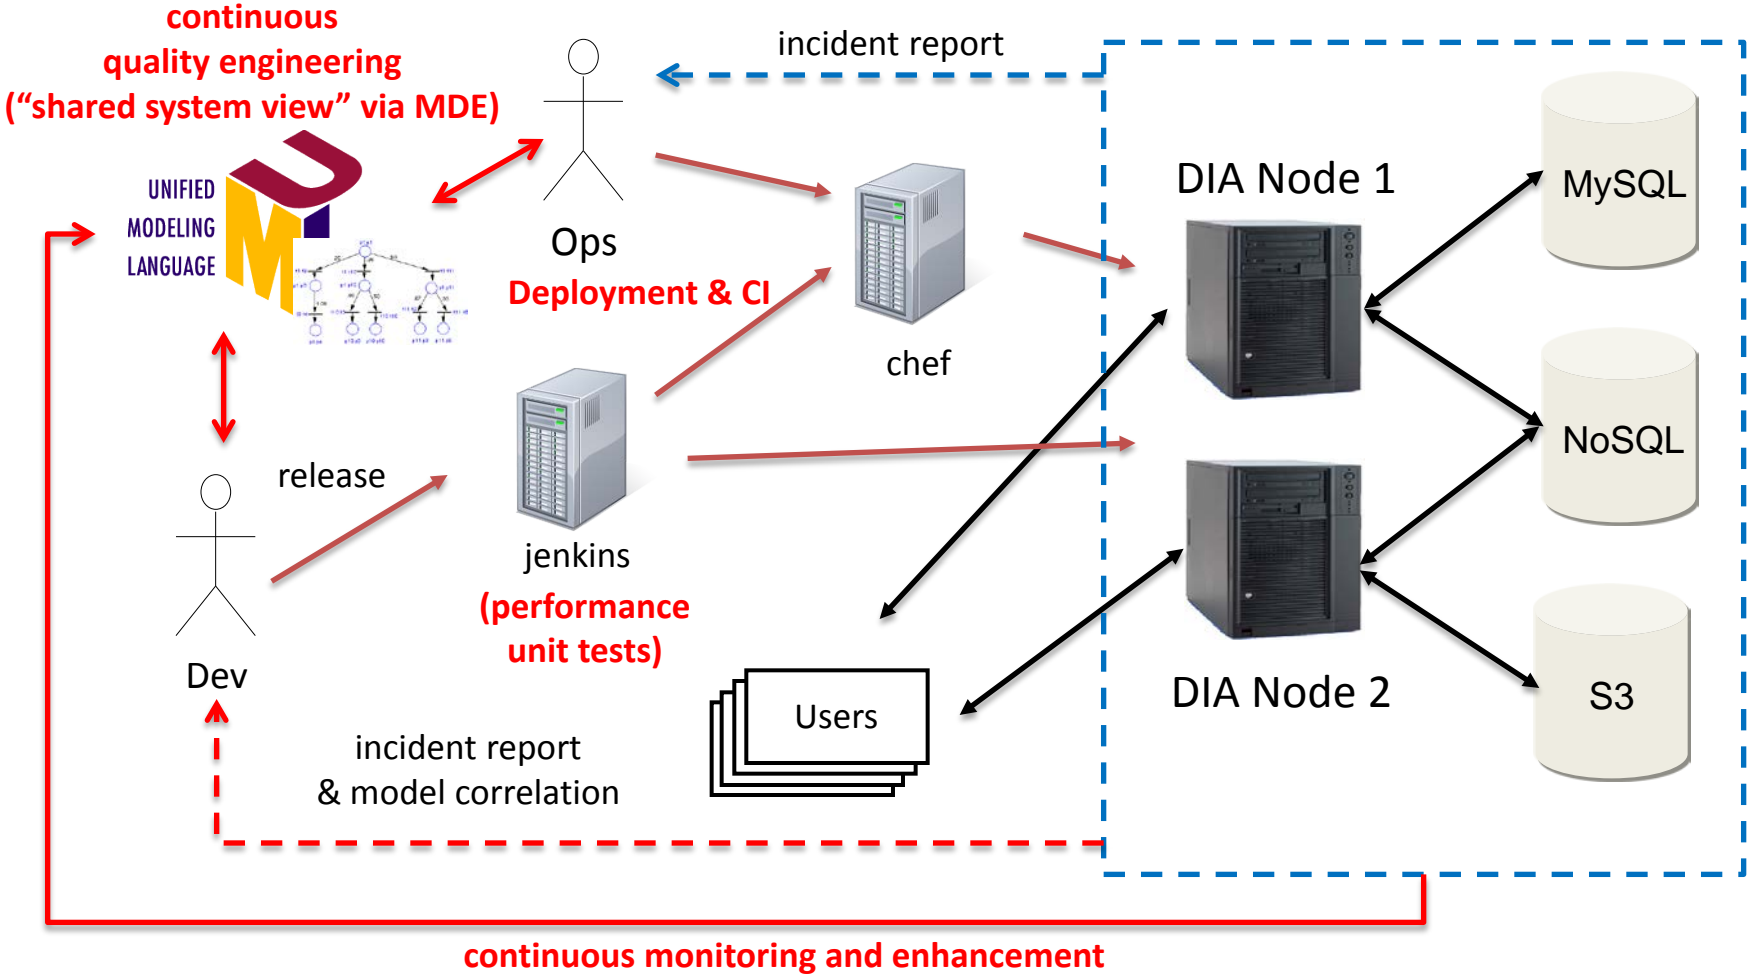 continuous
quality engineering
(“shared system view” via MDE)
incident report
UNIFIED
MODELING
LANGUAGE
Ops
Deployment & CI
chef
DIA Node 1
MySQL
NoSQL
release
jenkins
(performance
unit tests)
Dev
Users
DIA Node 2
S3
incident report
& model correlation
continuous monitoring and enhancement